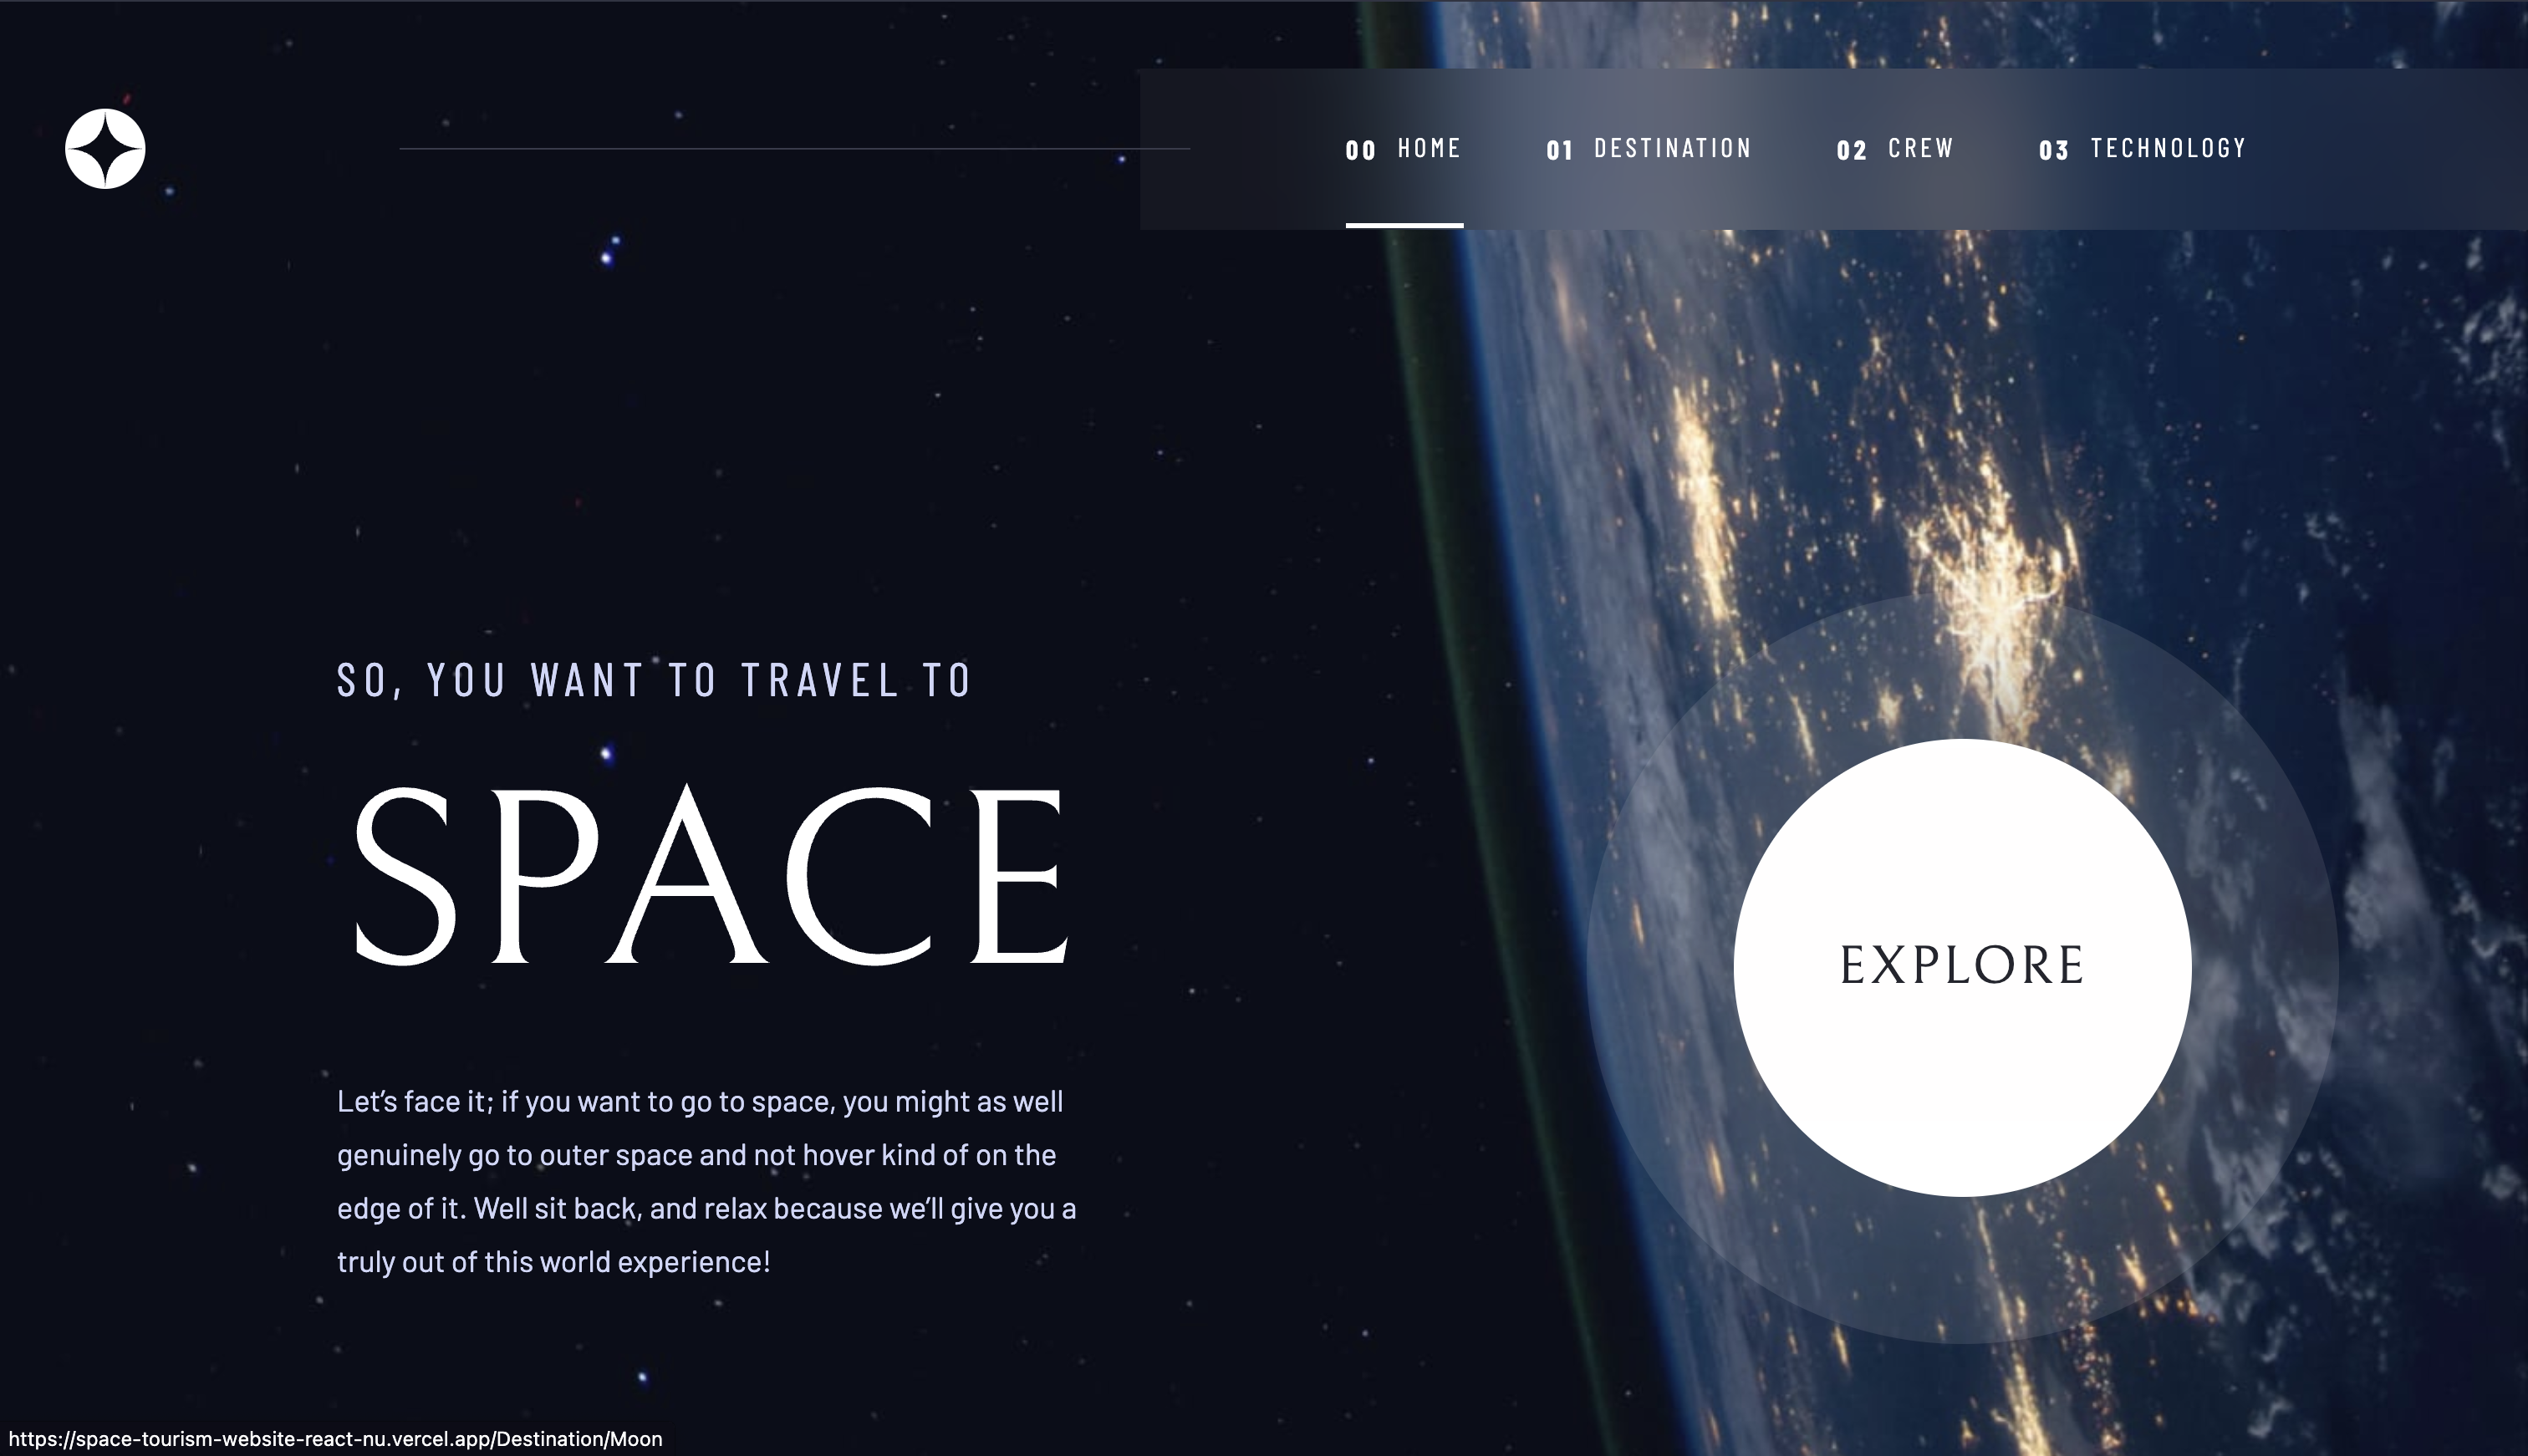 00 HOME 01 DESTINATION 02 CREW 03 TECHNOLOGY
SO, YOU WANT TO TRAVEL TO
SPACE
Let’s face it; if you want to go to space, you might as well
genuinely go to outer space and not hover kind of on the
edge of it. Well sit back, and relax because we’ll give you a
truly out of this world experience!
EXPLORE
https://space-tourism-website-react-nu.vercel.app/Destination/Moon